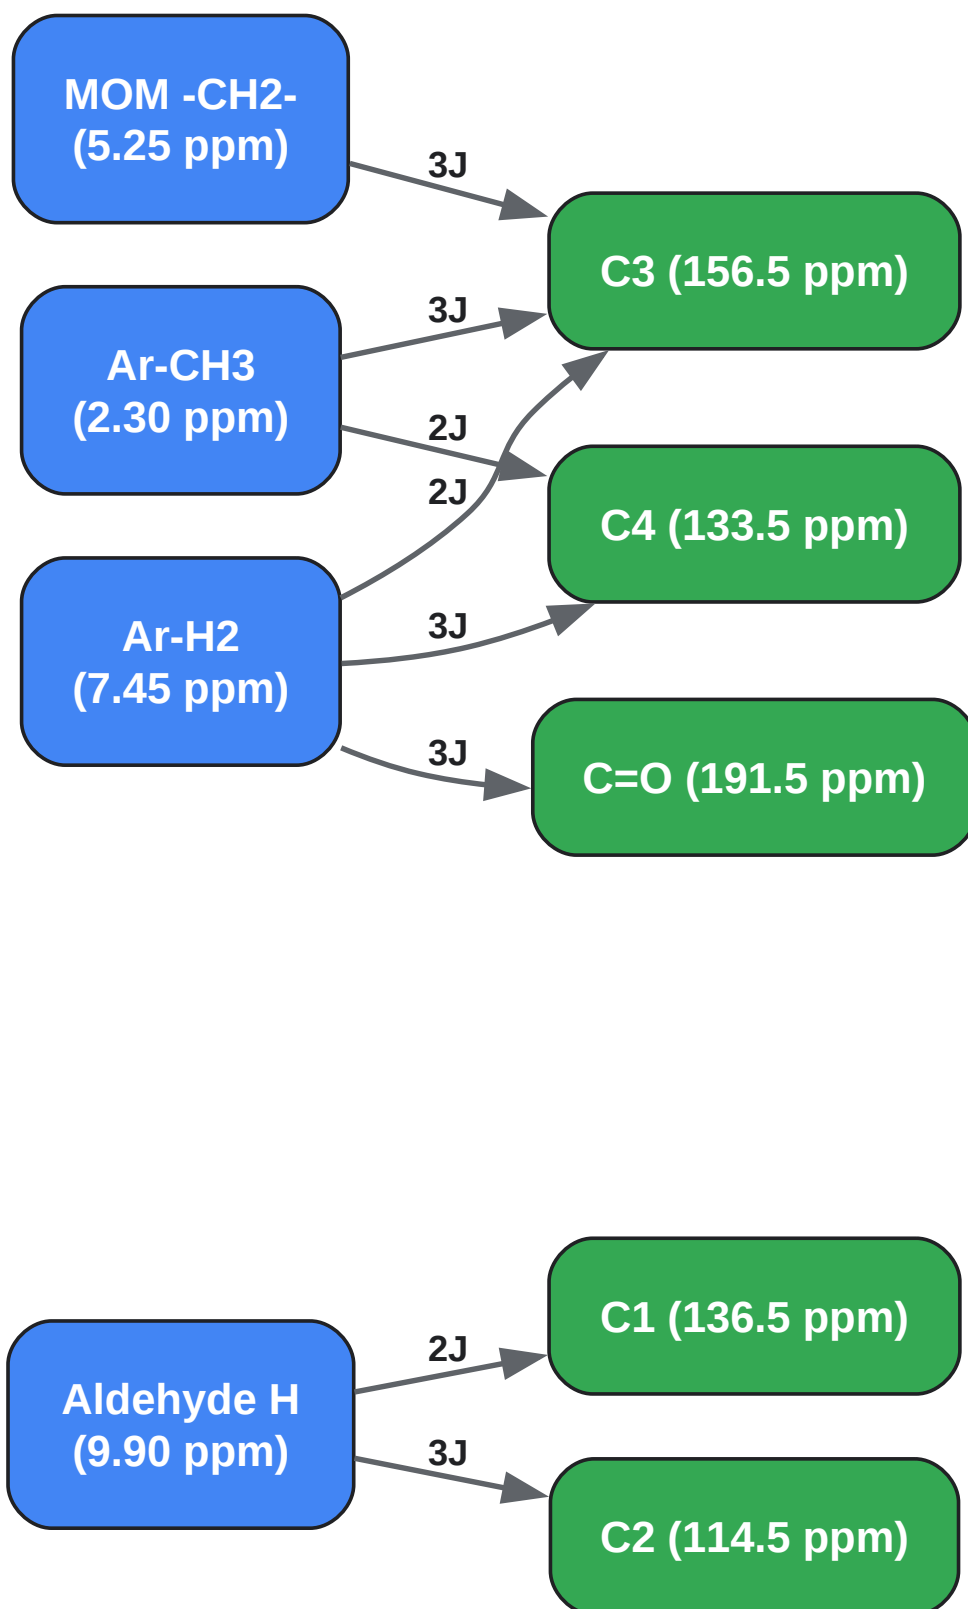 MOM -CH2-
(5.25 ppm)
3J
C3 (156.5 ppm)
Ar-CH3
(2.30 ppm)
3J
2J
2J
C4 (133.5 ppm)
Ar-H2
(7.45 ppm)
3J
3J
C=O (191.5 ppm)
C1 (136.5 ppm)
Aldehyde H
(9.90 ppm)
2J
3J
C2 (114.5 ppm)